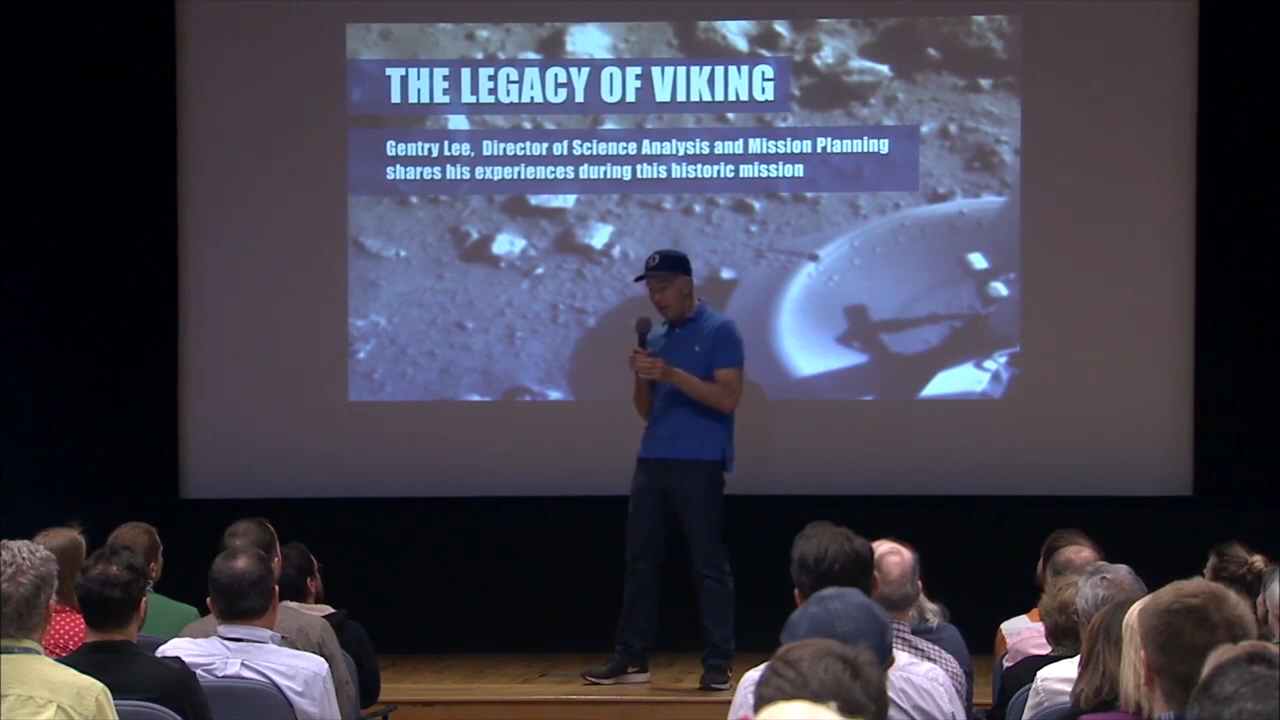 THE LEGACY OF VIKING
Gentry Lee, Director of Science Analysis and Mission Planning
shares his experiences during this historic mission